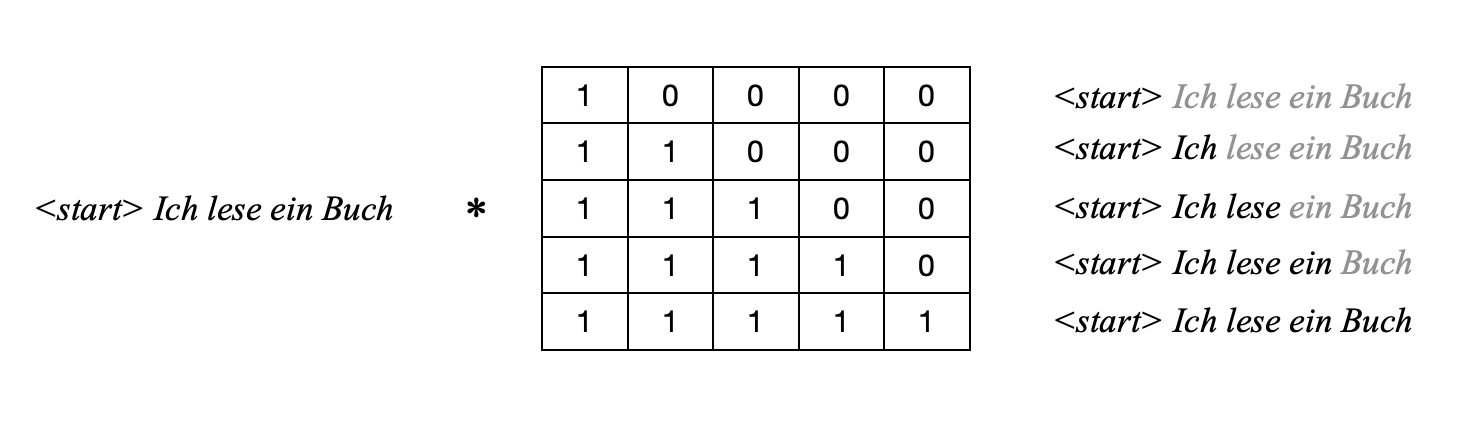 1 0 0 0 0 <start> Ich lese ein Buch
1 1 0 0 0 <start> Ich lese ein Buch
<start> Ich lese ein Buch * 1 1 1 0 0 <start> Ich lese ein Buch
1 1 1 1 0 <start> Ich lese ein Buch
1 1 1 1 1 <start> Ich lese ein Buch